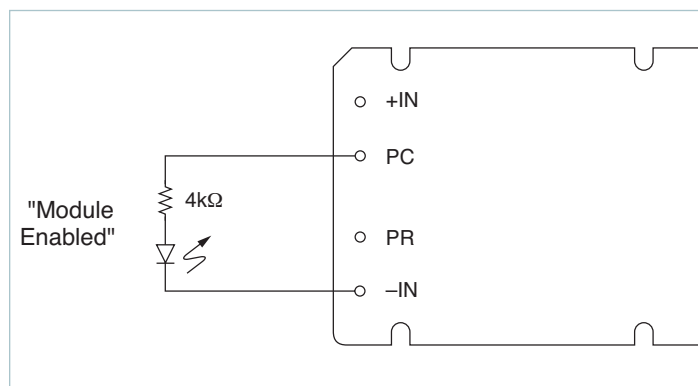 +IN
PC
"Module
Enabled"
4kΩ
PR
–IN